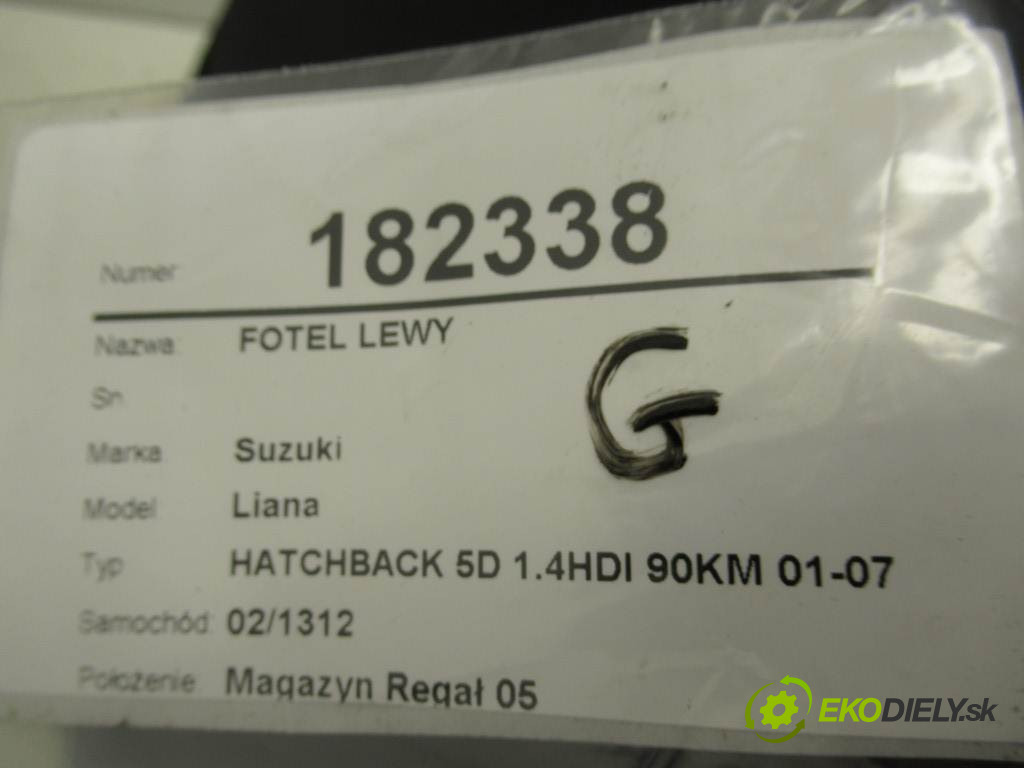 Numer 182338
Nazwa: FOTEL LEWY
Sn
Marka Suzuki
Model Liana
Typ HATCHBACK 5D 1.4HDI 90KM 01-07
Samochód: 02/1312
Położenie Magazyn Regał 05
G
EKODIELY.sk